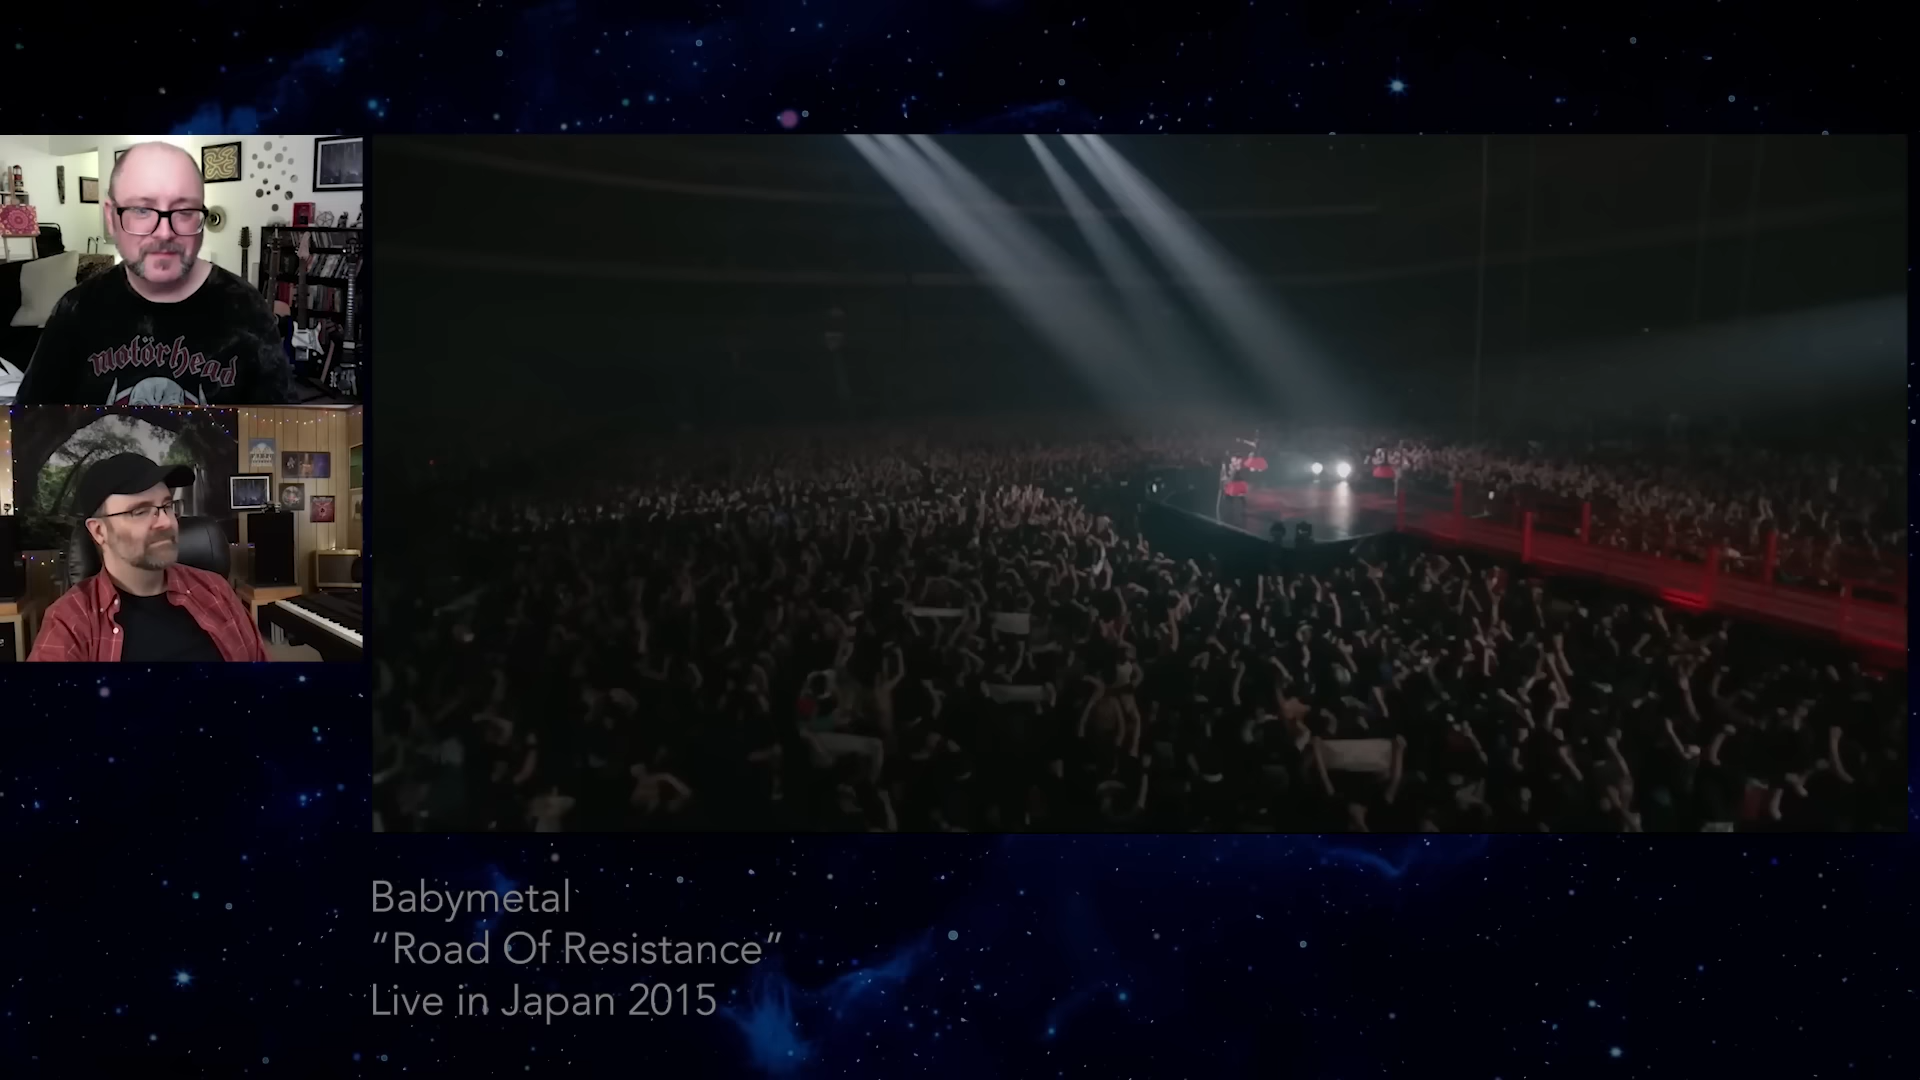 motörhead
Babymetal
“Road Of Resistance”
Live in Japan 2015